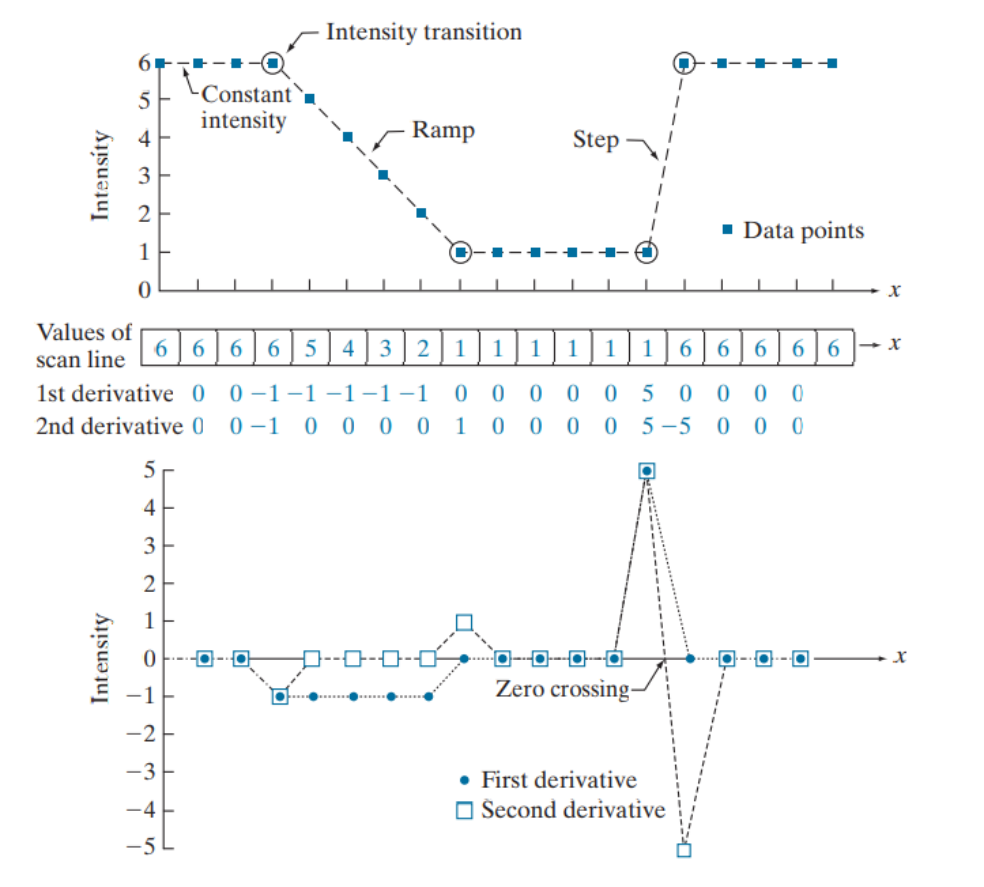 Intensity transition
6
Constant
intensity
5
4
Ramp
Step
3
2
Data points
1
0
x
Intensity
Values of
scan line
6 6 6 6 5 4 3 2 1 1 1 1 1 1 6 6 6 6 6
x
1st derivative 0 0 −1 −1 −1 −1 −1 0 0 0 0 0 5 0 0 0 0
2nd derivative 0 0 −1 0 0 0 0 1 0 0 0 0 5 −5 0 0 0
5
4
3
2
1
0
x
−1
Zero crossing
−2
−3
First derivative
−4
Second derivative
−5
Intensity